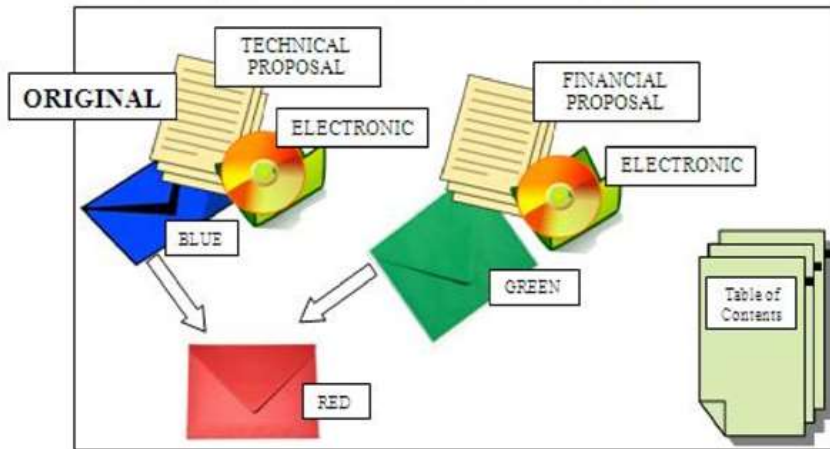 TECHNICAL
PROPOSAL
ORIGINAL
ELECTRONIC
BLUE
FINANCIAL
PROPOSAL
ELECTRONIC
GREEN
RED
Table of
Contents